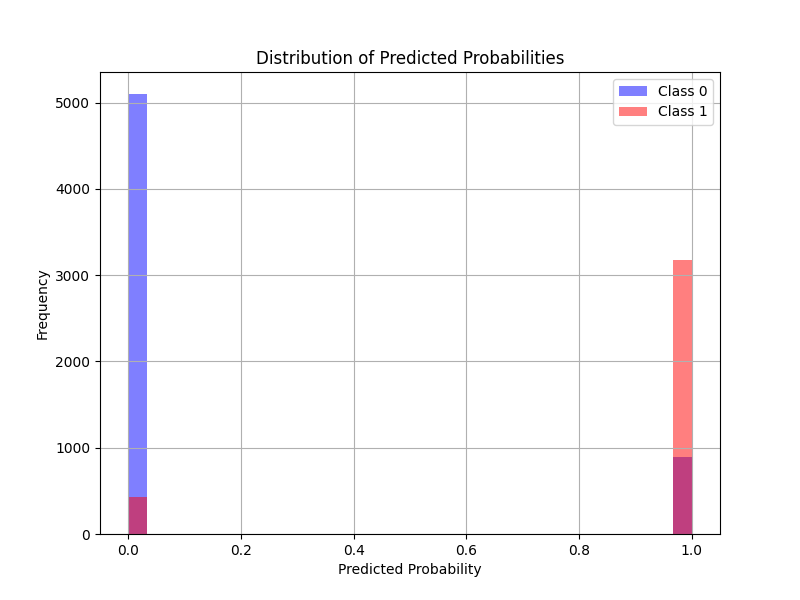 Distribution of Predicted Probabilities
Class 0
Class 1
5000
4000
3000
2000
1000
0
Frequency
0.0 0.2 0.4 0.6 0.8 1.0
Predicted Probability